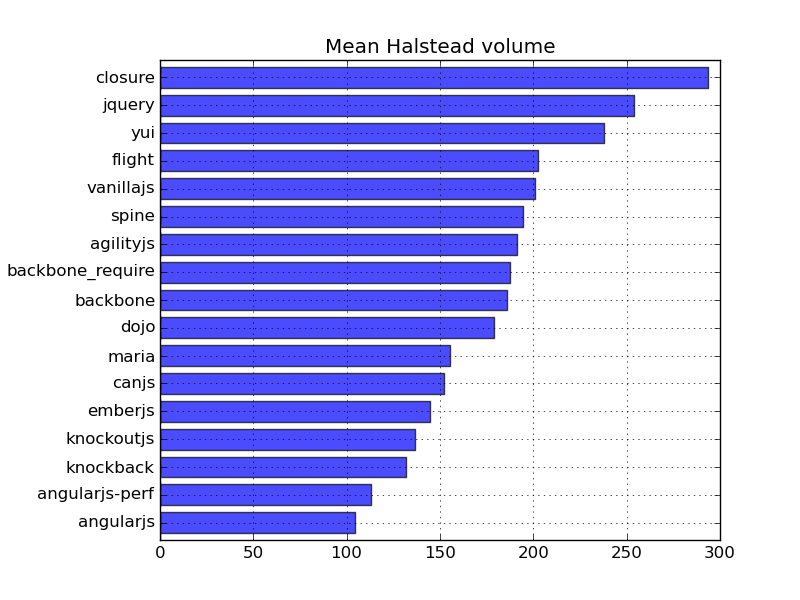 Mean Halstead volume
closure
jquery
yui
flight
vanillajs
spine
agilityjs
backbone_require
backbone
dojo
maria
canjs
emberjs
knockoutjs
knockback
angularjs-perf
angularjs
0 50 100 150 200 250 300